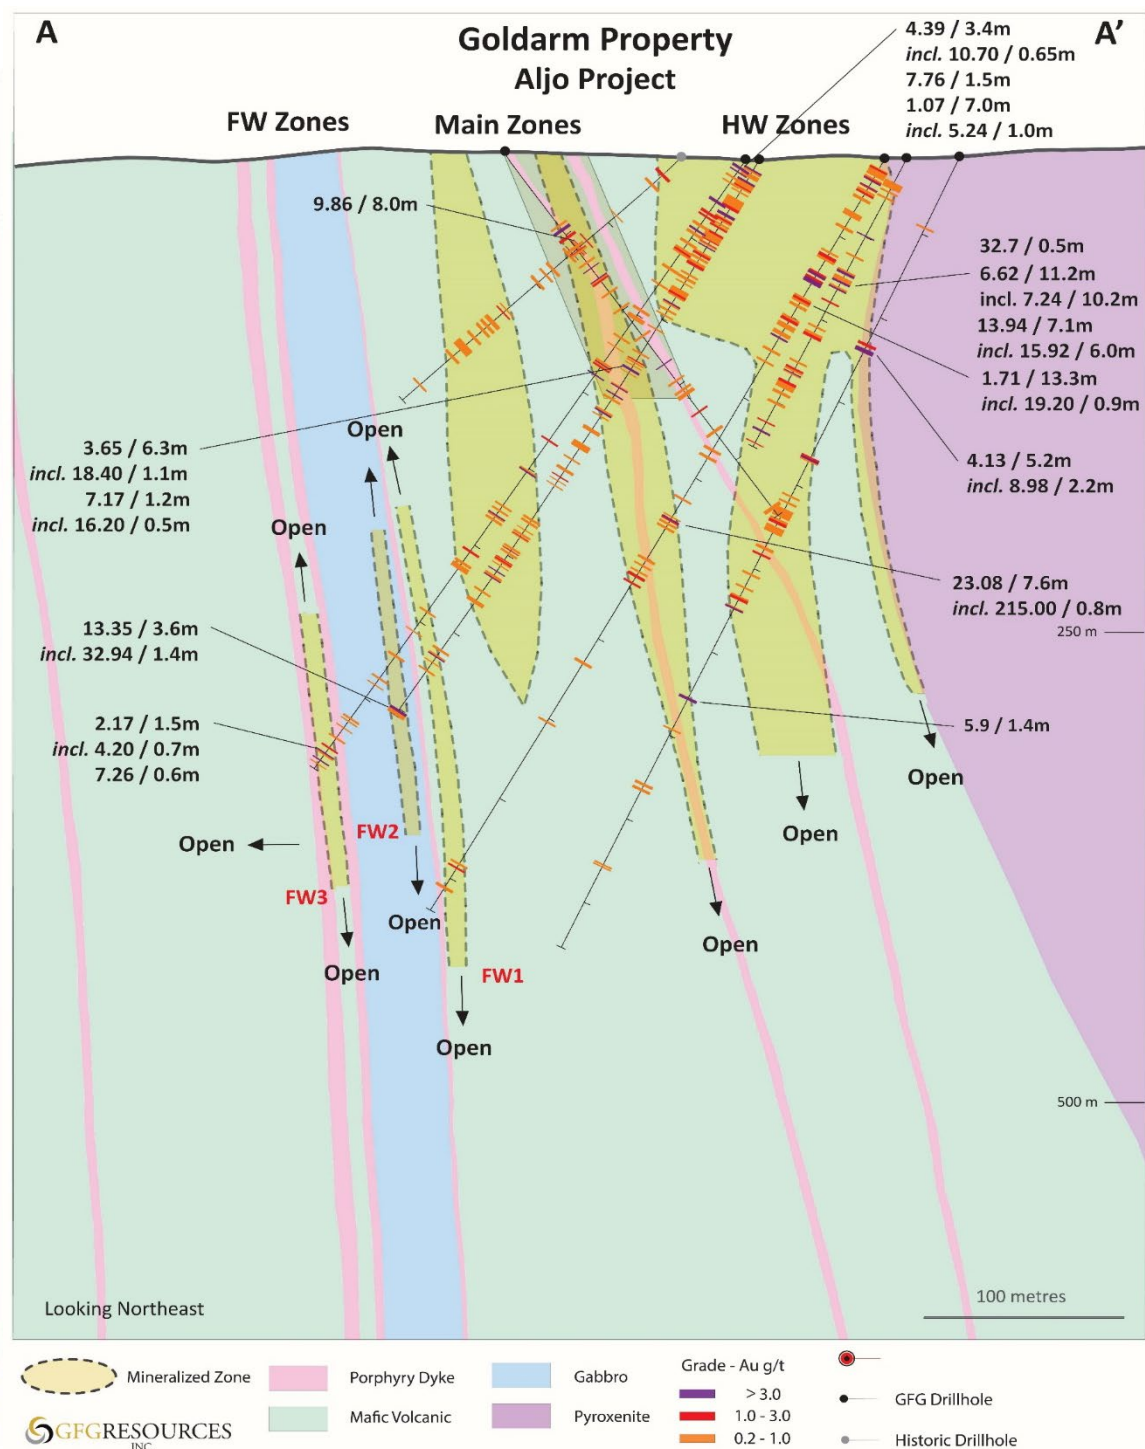 A
Goldarm Property
Aljo Project
A'
FW Zones
Main Zones
HW Zones
4.39 / 3.4m
incl. 10.70 / 0.65m
7.76 / 1.5m
1.07 / 7.0m
incl. 5.24 / 1.0m
9.86 / 8.0m
32.7 / 0.5m
6.62 / 11.2m
incl. 7.24 / 10.2m
13.94 / 7.1m
incl. 15.92 / 6.0m
1.71 / 13.3m
incl. 19.20 / 0.9m
4.13 / 5.2m
incl. 8.98 / 2.2m
3.65 / 6.3m
incl. 18.40 / 1.1m
7.17 / 1.2m
incl. 16.20 / 0.5m
Open
Open
23.08 / 7.6m
incl. 215.00 / 0.8m
250 m
13.35 / 3.6m
incl. 32.94 / 1.4m
2.17 / 1.5m
incl. 4.20 / 0.7m
7.26 / 0.6m
5.9 / 1.4m
Open
Open
Open
FW2
FW3
Open
Open
Open
FW1
Open
500 m
Looking Northeast
100 metres
Mineralized Zone
Porphyry Dyke
Mafic Volcanic
Gabbro
Pyroxenite
Grade - Au g/t
> 3.0
1.0 - 3.0
0.2 - 1.0
GFG Drillhole
Historic Drillhole
GFGRESOURCES
INC